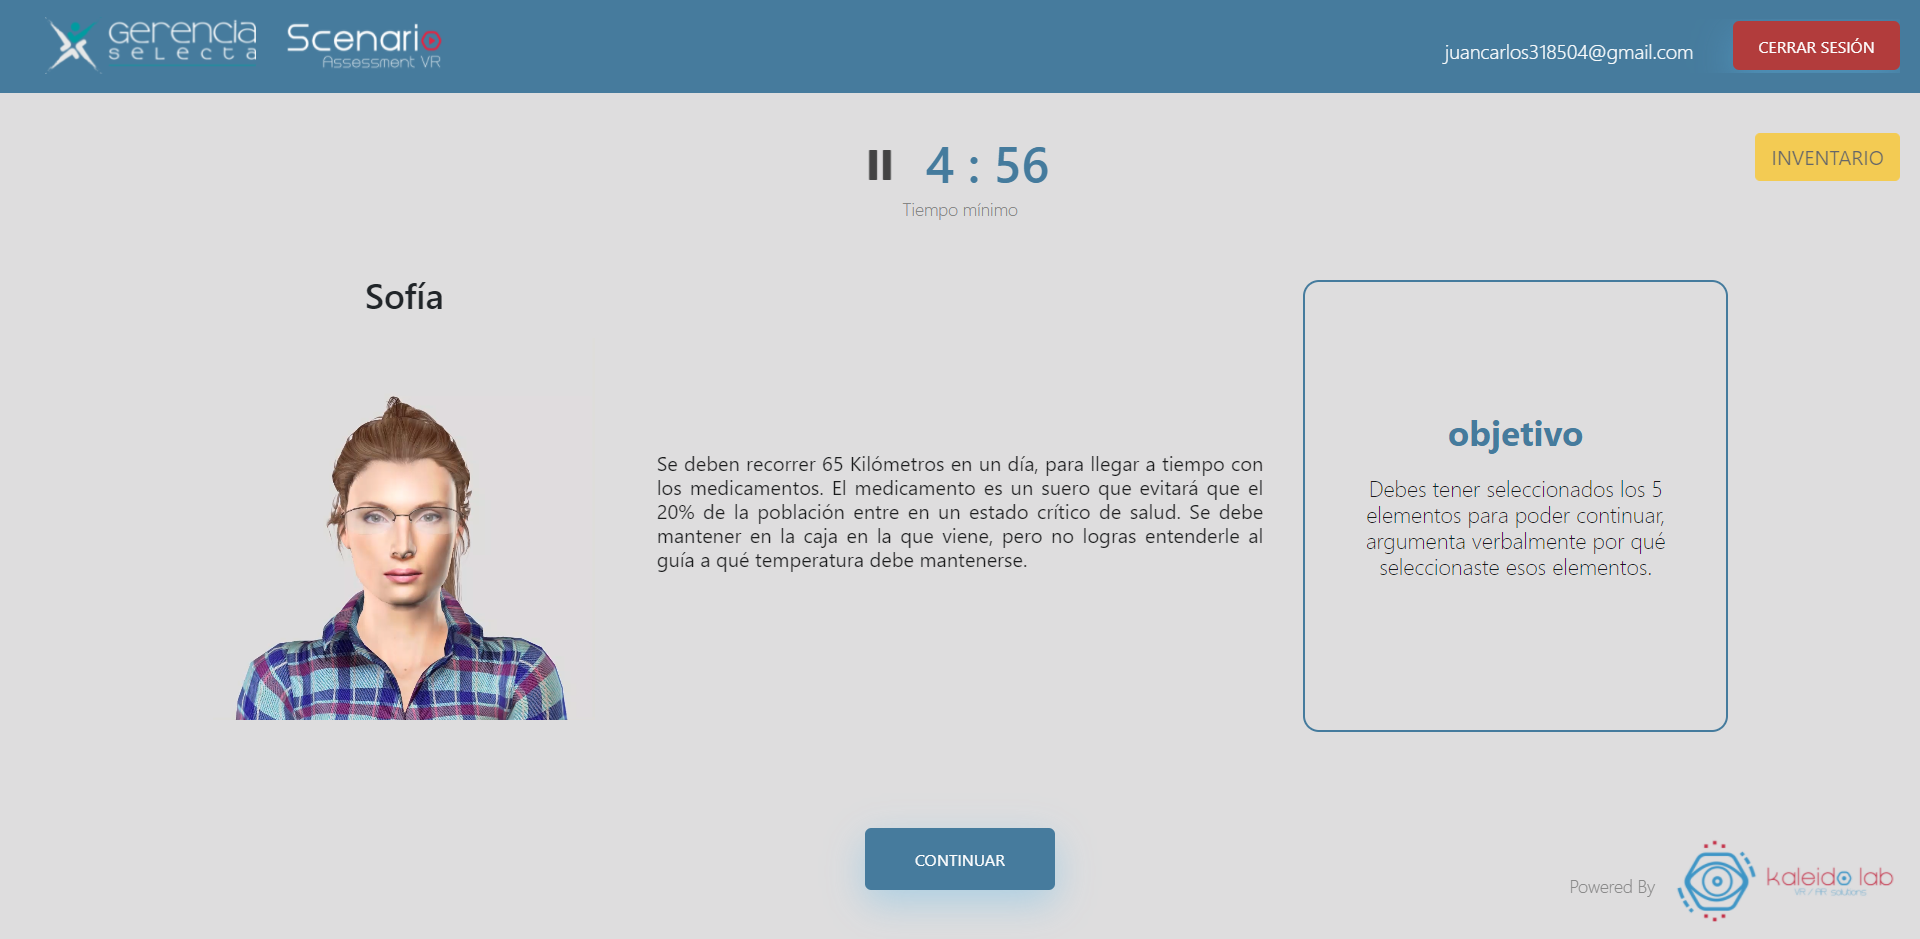 Gerencia
selecta
Scenario
Assessment VR
juancarlos318504@gmail.com
CERRAR SESIÓN
4 : 56
Tiempo mínimo
INVENTARIO
Sofía
Se deben recorrer 65 Kilómetros en un día, para llegar a tiempo con
los medicamentos. El medicamento es un suero que evitará que el
20% de la población entre en un estado crítico de salud. Se debe
mantener en la caja en la que viene, pero no logras entenderle al
guía a qué temperatura debe mantenerse.
objetivo
Debes tener seleccionados los 5
elementos para poder continuar,
argumenta verbalmente por qué
seleccionaste esos elementos.
CONTINUAR
Powered By
kaleido lab
VR / AR solutions